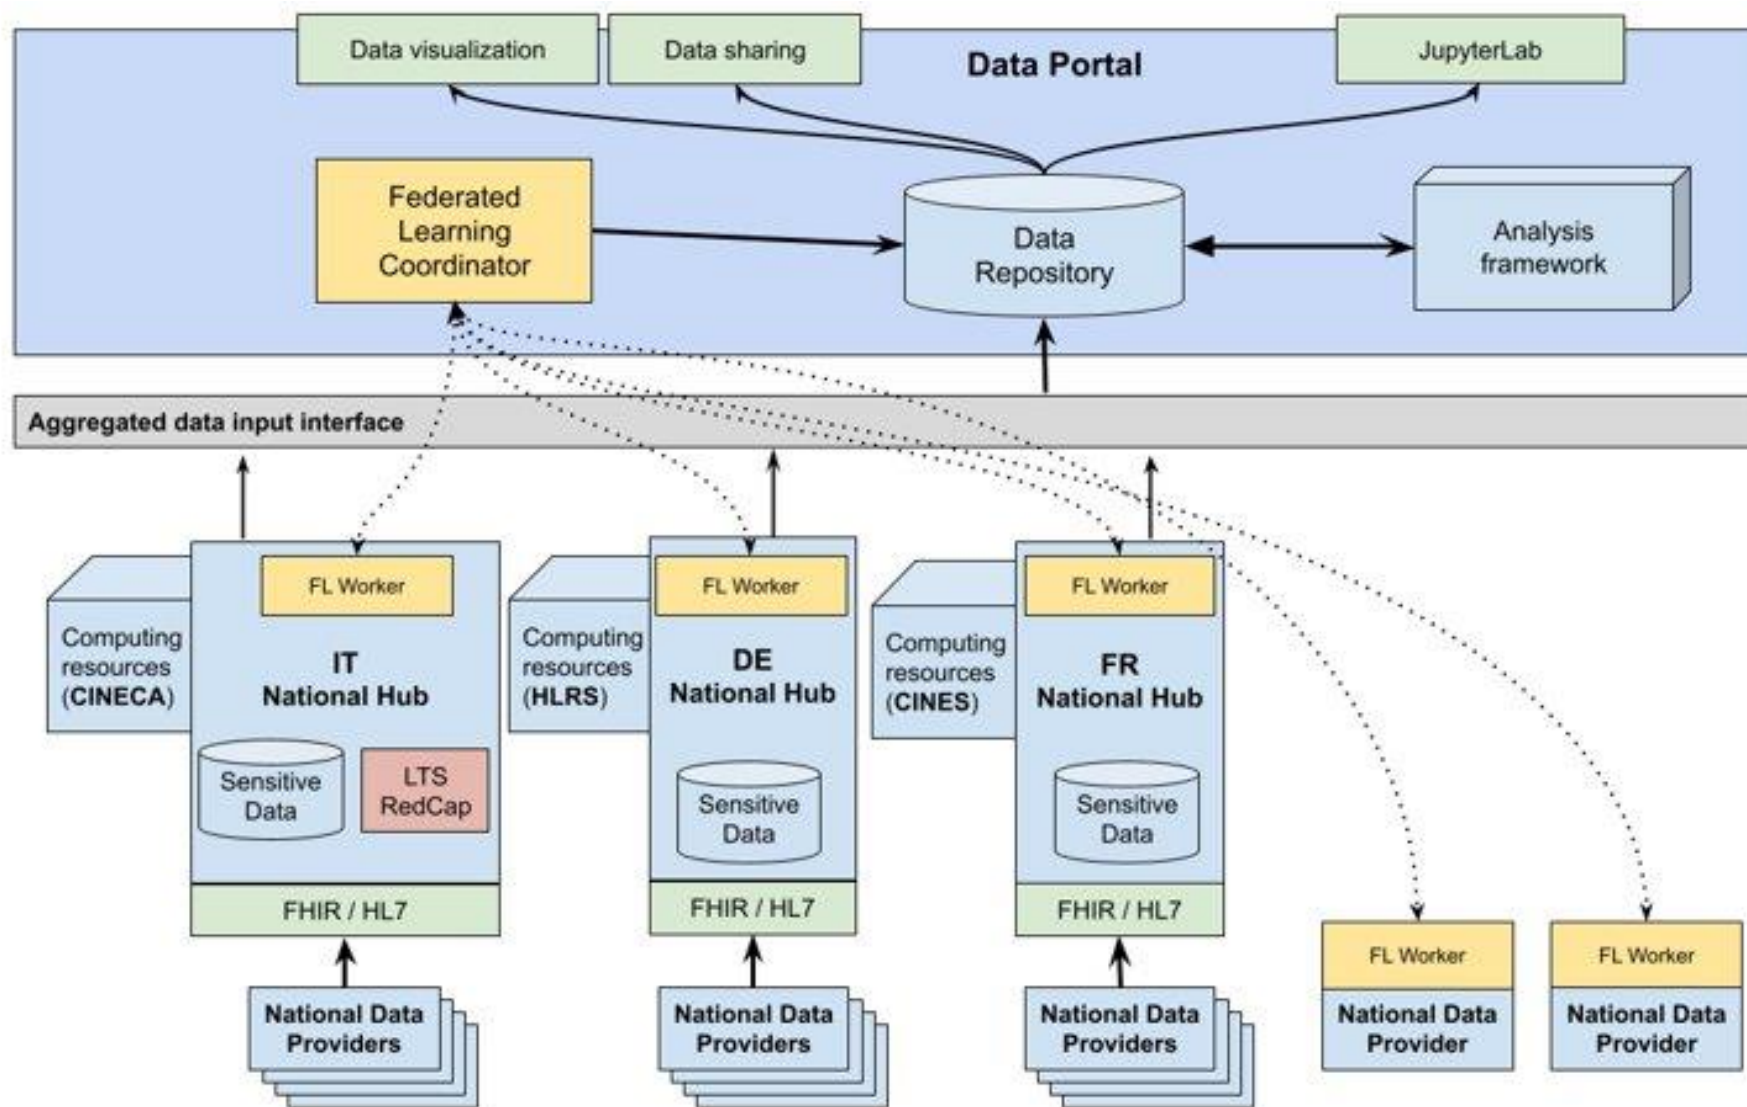 Data visualization
Data sharing
Data Portal
JupyterLab
Federated
Learning
Coordinator
Data
Repository
Analysis
framework
Aggregated data input interface
FL Worker
Computing
resources
(CINECA)
IT
National Hub
Sensitive
Data
LTS
RedCap
FHIR / HL7
National Data
Providers
FL Worker
Computing
resources
(HLRS)
DE
National Hub
Sensitive
Data
FHIR / HL7
National Data
Providers
FL Worker
Computing
resources
(CINES)
FR
National Hub
Sensitive
Data
FHIR / HL7
National Data
Providers
FL Worker
National Data
Provider
FL Worker
National Data
Provider